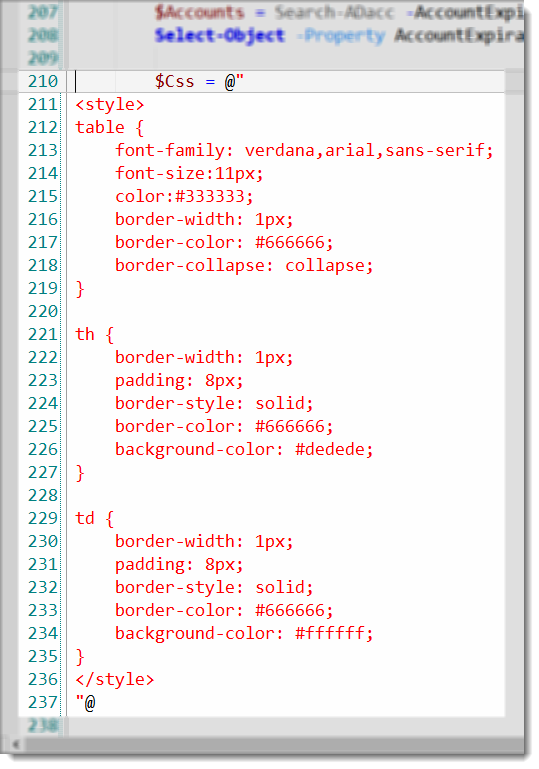 207 $Accounts = Search-ADacc -AccountExpi
208 Select-Object -Property AccountExpira
209
210 $Css = @"
211 <style>
212 table {
213 font-family: verdana,arial,sans-serif;
214 font-size:11px;
215 color:#333333;
216 border-width: 1px;
217 border-color: #666666;
218 border-collapse: collapse;
219 }
220
221 th {
222 border-width: 1px;
223 padding: 8px;
224 border-style: solid;
225 border-color: #666666;
226 background-color: #dedede;
227 }
228
229 td {
230 border-width: 1px;
231 padding: 8px;
232 border-style: solid;
233 border-color: #666666;
234 background-color: #ffffff;
235 }
236 </style>
237 "@
238